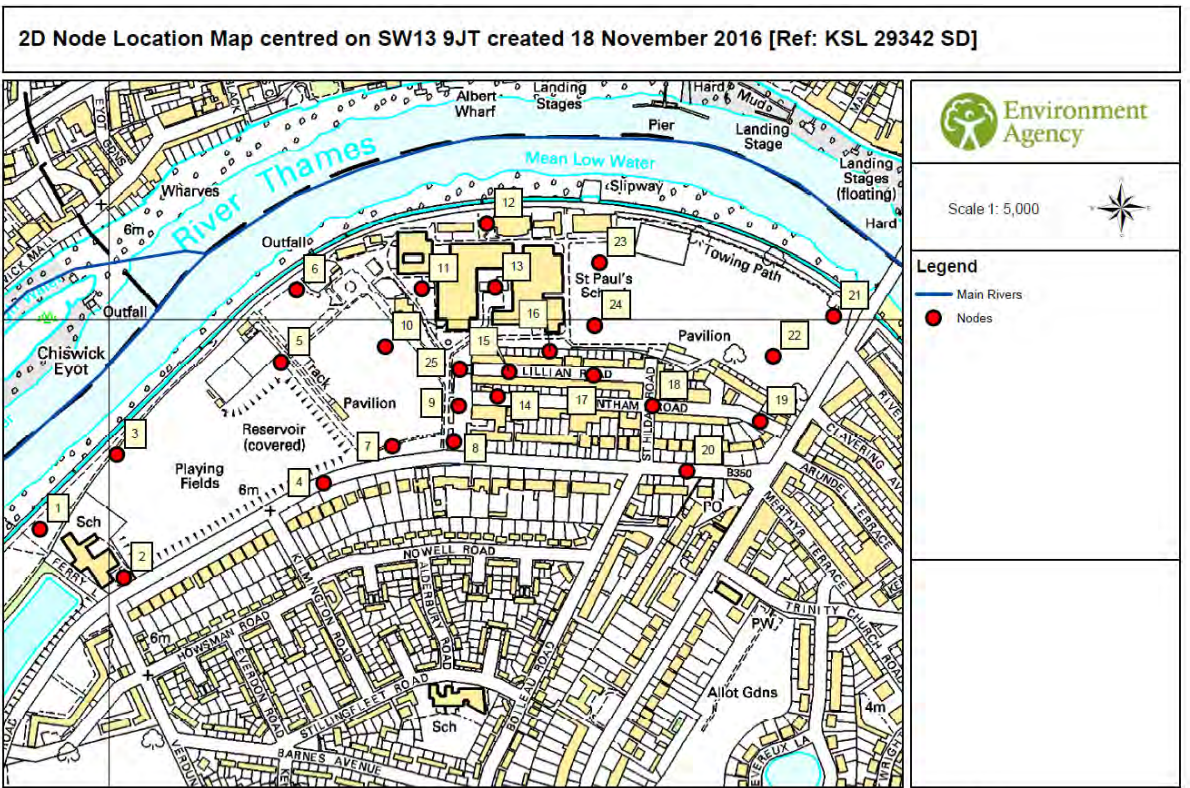 2D Node Location Map centred on SW13 9JT created 18 November 2016 [Ref: KSL 29342 SD]
Environment
Agency
Scale 1: 5,000
Legend
Main Rivers
Nodes
Albert
Wharf
Landing
Stages
Hard
Mud
Pier
Landing
Stage
Landing
Stages
(floating)
Hard
River Thames
Mean Low Water
Slipway
Wharves
6m
Outfall
Outfall
Chiswick
Eyot
Towing Path
St Paul's
Sch
Pavilion
Track
Pavilion
Reservoir
(covered)
Playing
Fields
6m
Sch
FERRY
6m
LILLIAN ROAD
NTHAM ROAD
ST HILDA ROAD
B350
PO
NOWELL ROAD
KILMINGTON ROAD
ALDERBURY ROAD
HOWSMAN ROAD
EVERDON ROAD
STILLINGFLEET ROAD
BARNES AVENUE
Sch
BOILEAU ROAD
MERTHYR TERRACE
ARUNDEL TERRACE
CLAVERING AV
TRINITY CHURCH ROAD
PW
Allot Gdns
4m
EVEREUX LA
VERDUN
1
2
3
4
5
6
7
8
9
10
11
12
13
14
15
16
17
18
19
20
21
22
23
24
25